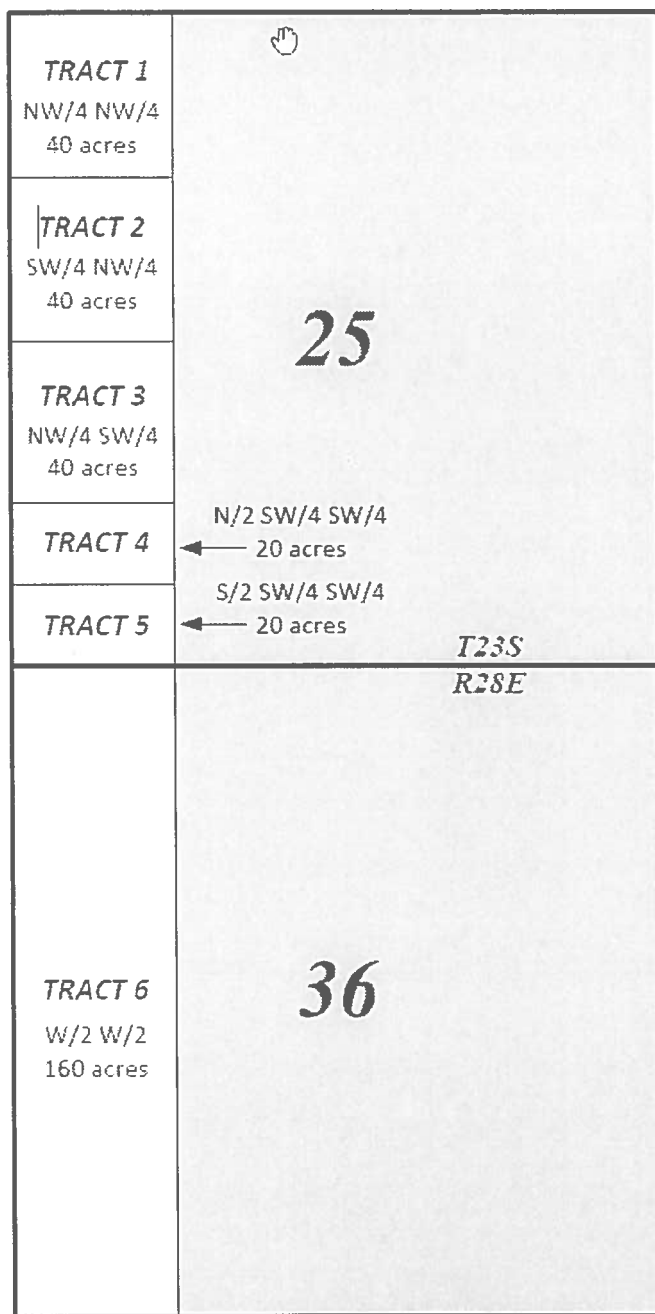 TRACT 1
NW/4 NW/4
40 acres
TRACT 2
SW/4 NW/4
40 acres
25
TRACT 3
NW/4 SW/4
40 acres
TRACT 4
N/2 SW/4 SW/4
20 acres
TRACT 5
S/2 SW/4 SW/4
20 acres
T23S
R28E
TRACT 6
W/2 W/2
160 acres
36